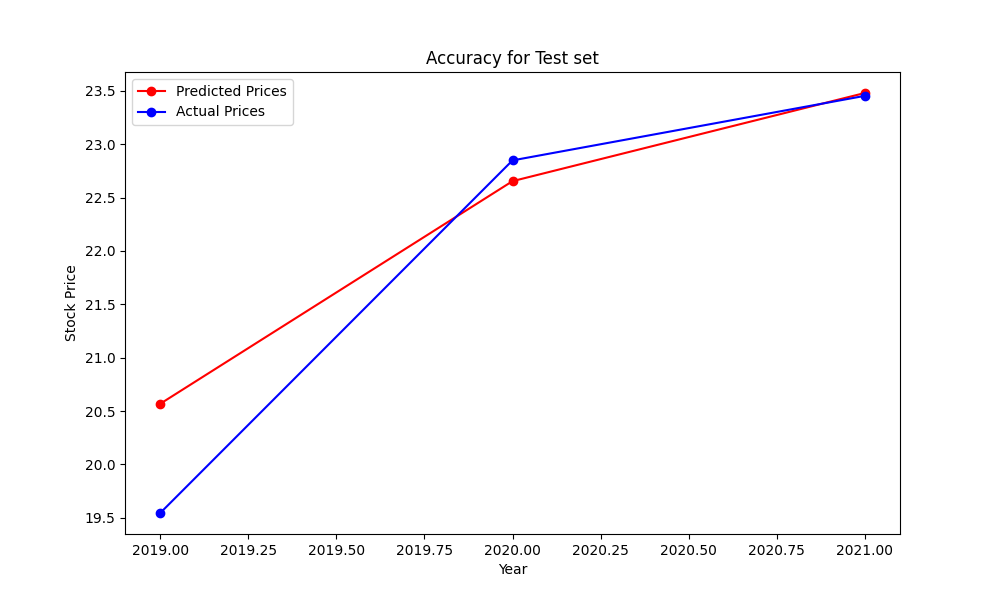 Accuracy for Test set
Predicted Prices
Actual Prices
23.5
23.0
22.5
22.0
21.5
21.0
20.5
20.0
19.5
Stock Price
2019.00 2019.25 2019.50 2019.75 2020.00 2020.25 2020.50 2020.75 2021.00
Year